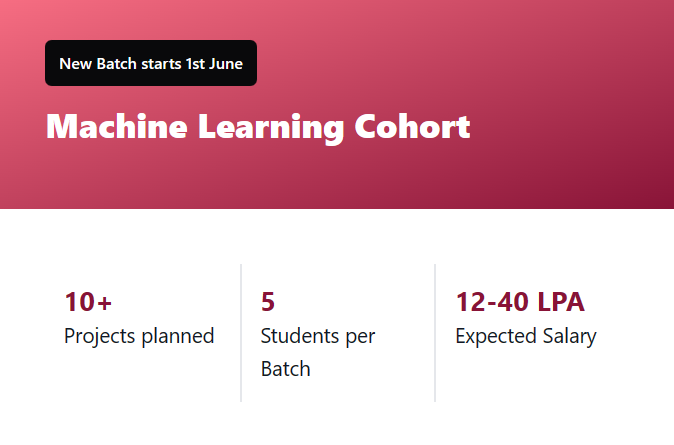 New Batch starts 1st June
Machine Learning Cohort
10+
Projects planned
5
Students per
Batch
12-40 LPA
Expected Salary